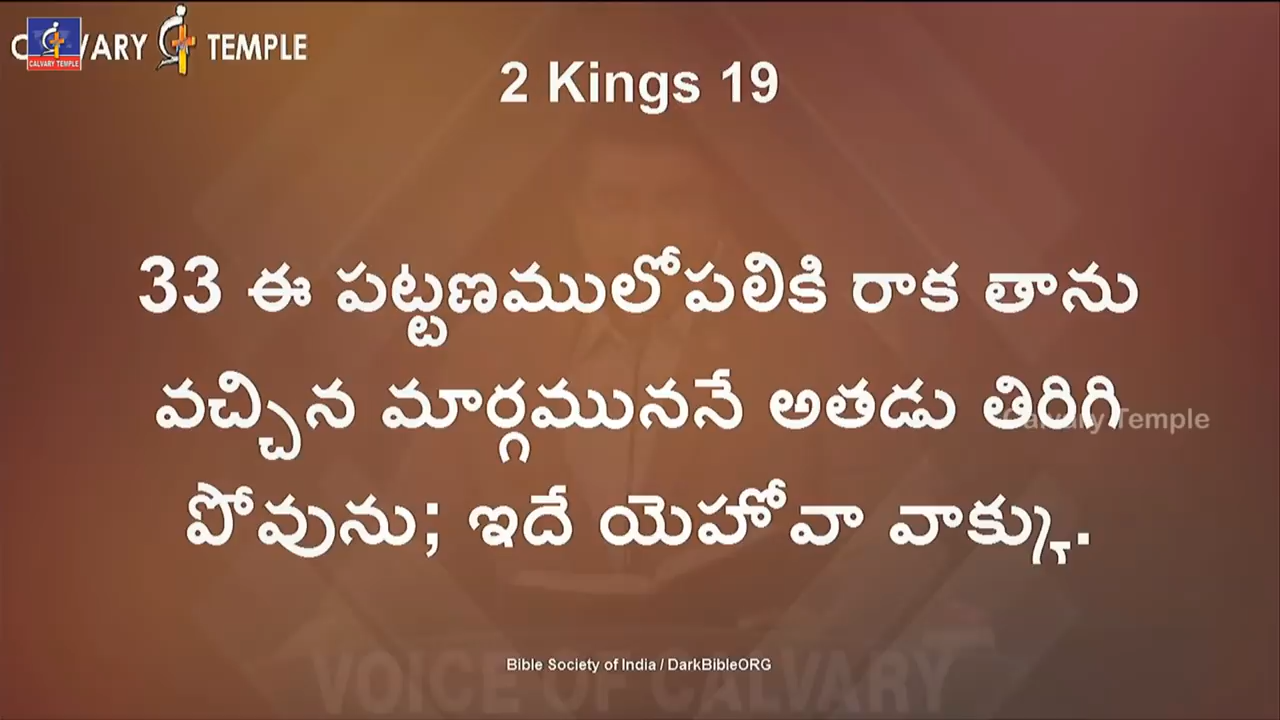 CALVARY TEMPLE
CALVARY TEMPLE
2 Kings 19
33 ఈ పట్టణములోపలికి రాక తాను
వచ్చిన మార్గముననే అతడు తిరిగి
Calvary Temple
పోవును; ఇదే యెహోవా వాక్కు.
Bible Society of India / DarkBibleORG
VOICE OF CALVARY